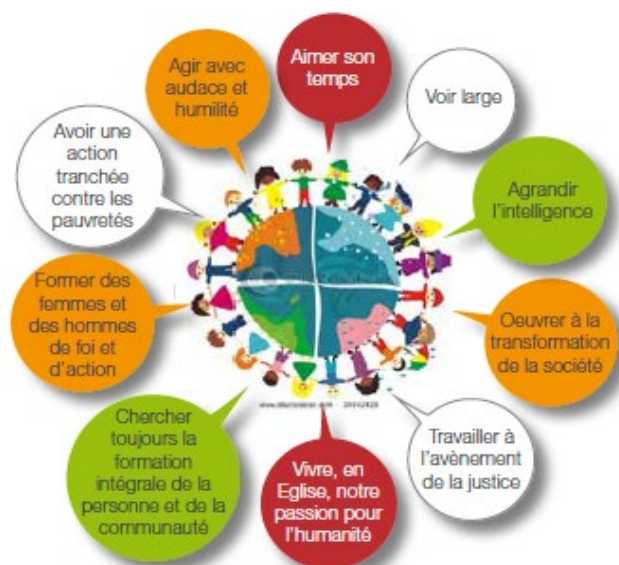 Aimer son
temps
Voir large
Agrandir
l'intelligence
Oeuvrer à la
transformation
de la société
Travailler à
l'avènement
de la justice
Vivre, en
Eglise, notre
passion pour
l'humanité
Chercher
toujours la
formation
intégrale de la
personne et de la
communauté
Former des
femmes et
des hommes
de foi et
d'action
Avoir une
action
tranchée
contre les
pauvretés
Agir avec
audace et
humilité